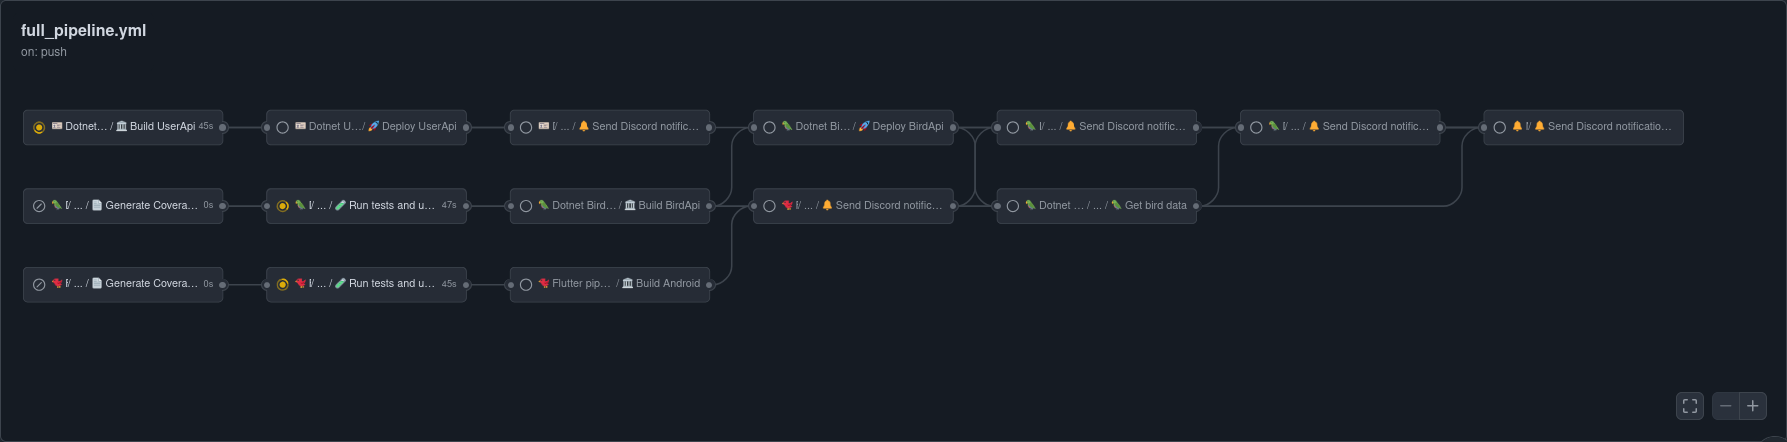 full_pipeline.yml
on: push
Dotnet... / Build UserApi 45s
Dotnet U... / Deploy UserApi
I/ ... / Send Discord notific...
Dotnet Bi... / Deploy BirdApi
I/ ... / Send Discord notific...
I/ ... / Send Discord notific...
I/ Send Discord notificatio...
I/ ... / Generate Covera... 0s
I/ ... / Run tests and u... 47s
Dotnet Bird... / Build BirdApi
I/ ... / Send Discord notific...
Dotnet ... / ... / Get bird data
I/ ... / Generate Covera... 0s
I/ ... / Run tests and u... 45s
Flutter pip... / Build Android